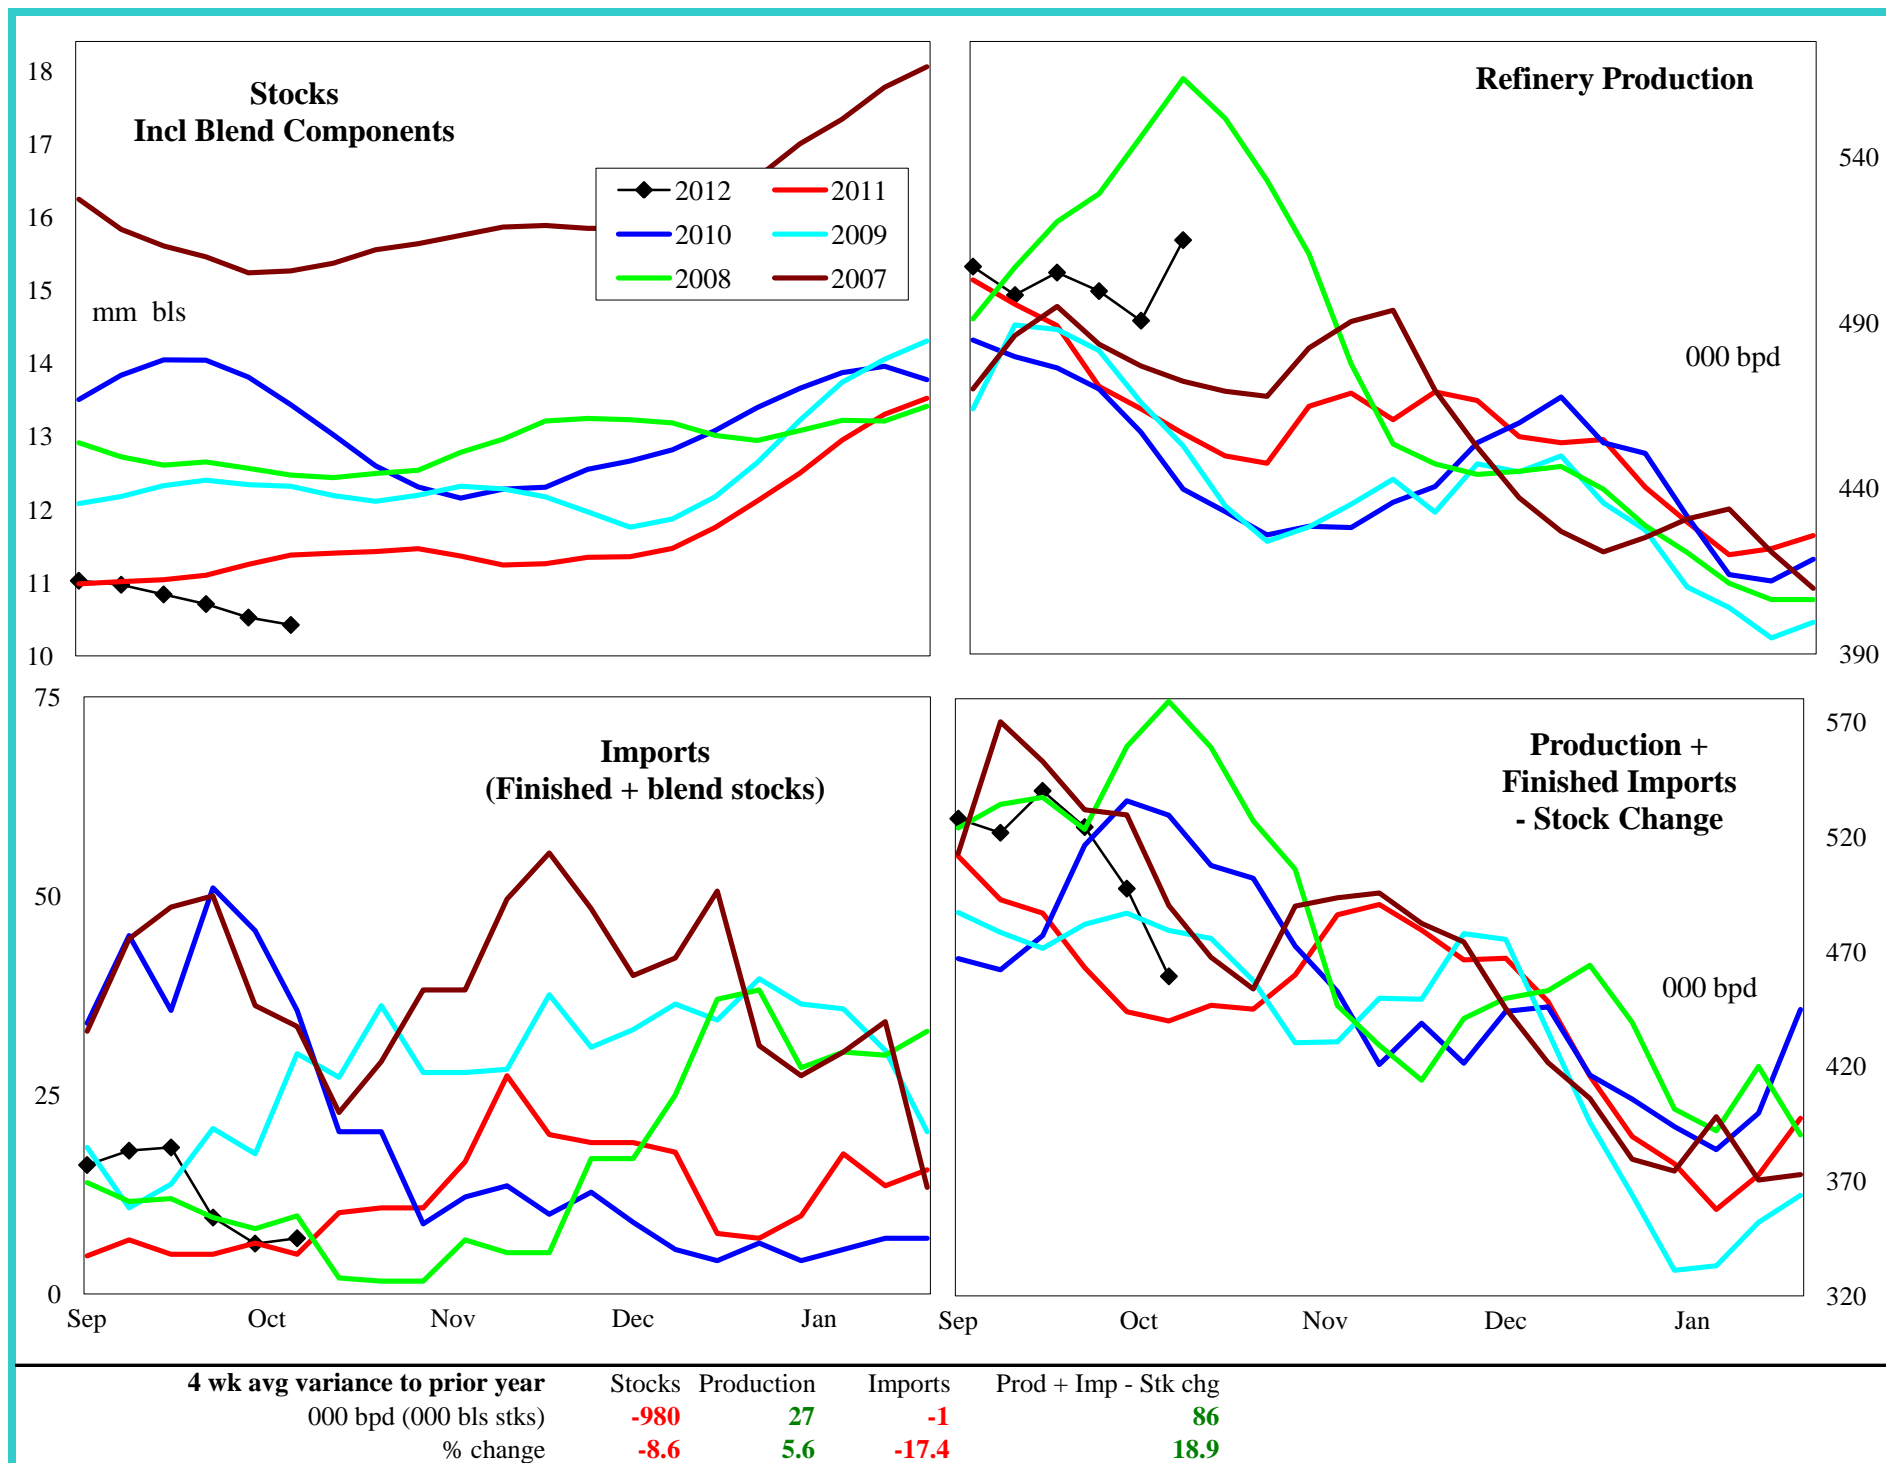 Stocks
Incl Blend Components
18
17
16
15
14
13
12
11
10
mm bls
2012 2011
2010 2009
2008 2007
Refinery Production
540
490
440
390
000 bpd
Imports
(Finished + blend stocks)
75
50
25
0
Sep Oct Nov Dec Jan
Production +
Finished Imports
- Stock Change
570
520
470
420
370
320
000 bpd
Sep Oct Nov Dec Jan
4 wk avg variance to prior year Stocks Production Imports Prod + Imp - Stk chg
000 bpd (000 bls stks) -980 27 -1 86
% change -8.6 5.6 -17.4 18.9